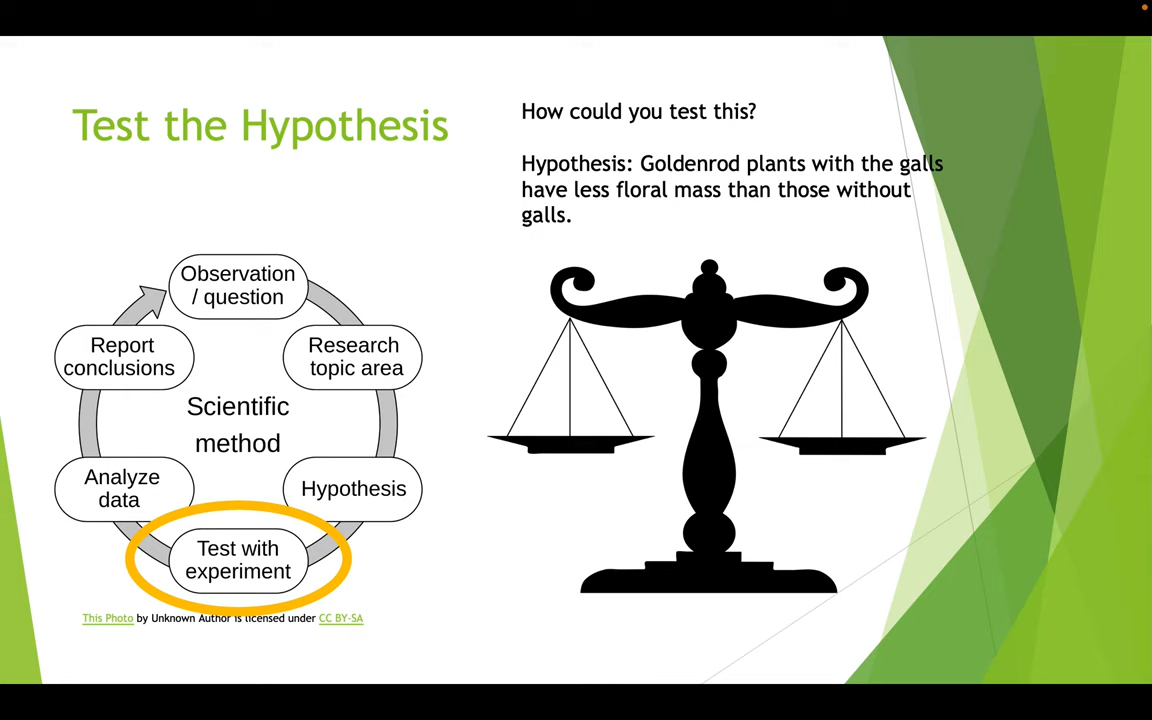 Test the Hypothesis
How could you test this?
Hypothesis: Goldenrod plants with the galls
have less floral mass than those without
galls.
Observation
/ question
Research
topic area
Hypothesis
Test with
experiment
Analyze
data
Report
conclusions
Scientific
method
This Photo by Unknown Author is licensed under CC BY-SA